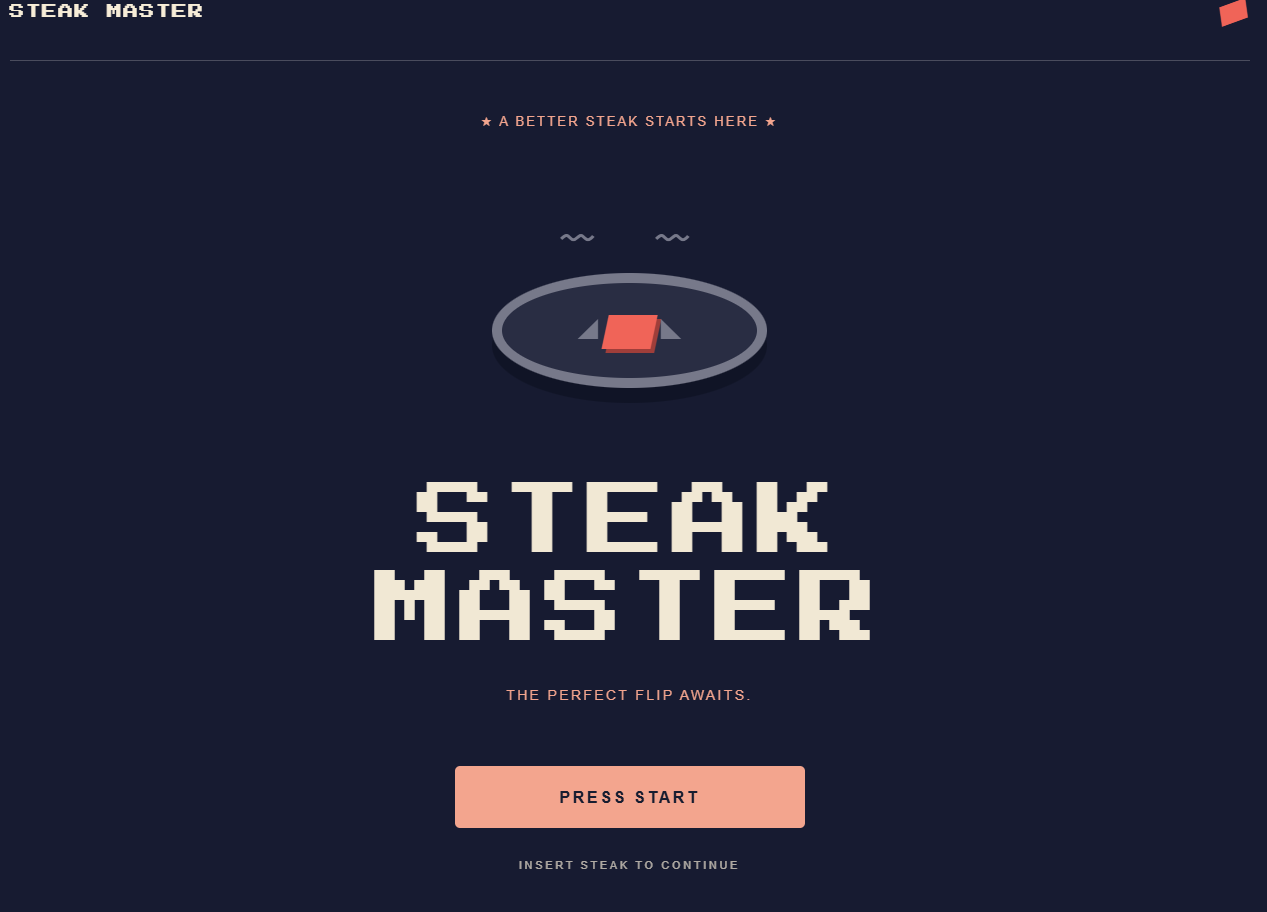 STEAK MASTER
★ A BETTER STEAK STARTS HERE ★
STEAK
MASTER
THE PERFECT FLIP AWAITS.
PRESS START
INSERT STEAK TO CONTINUE